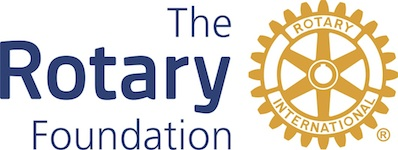 The
Rotary
Foundation
ROTARY
INTERNATIONAL
®